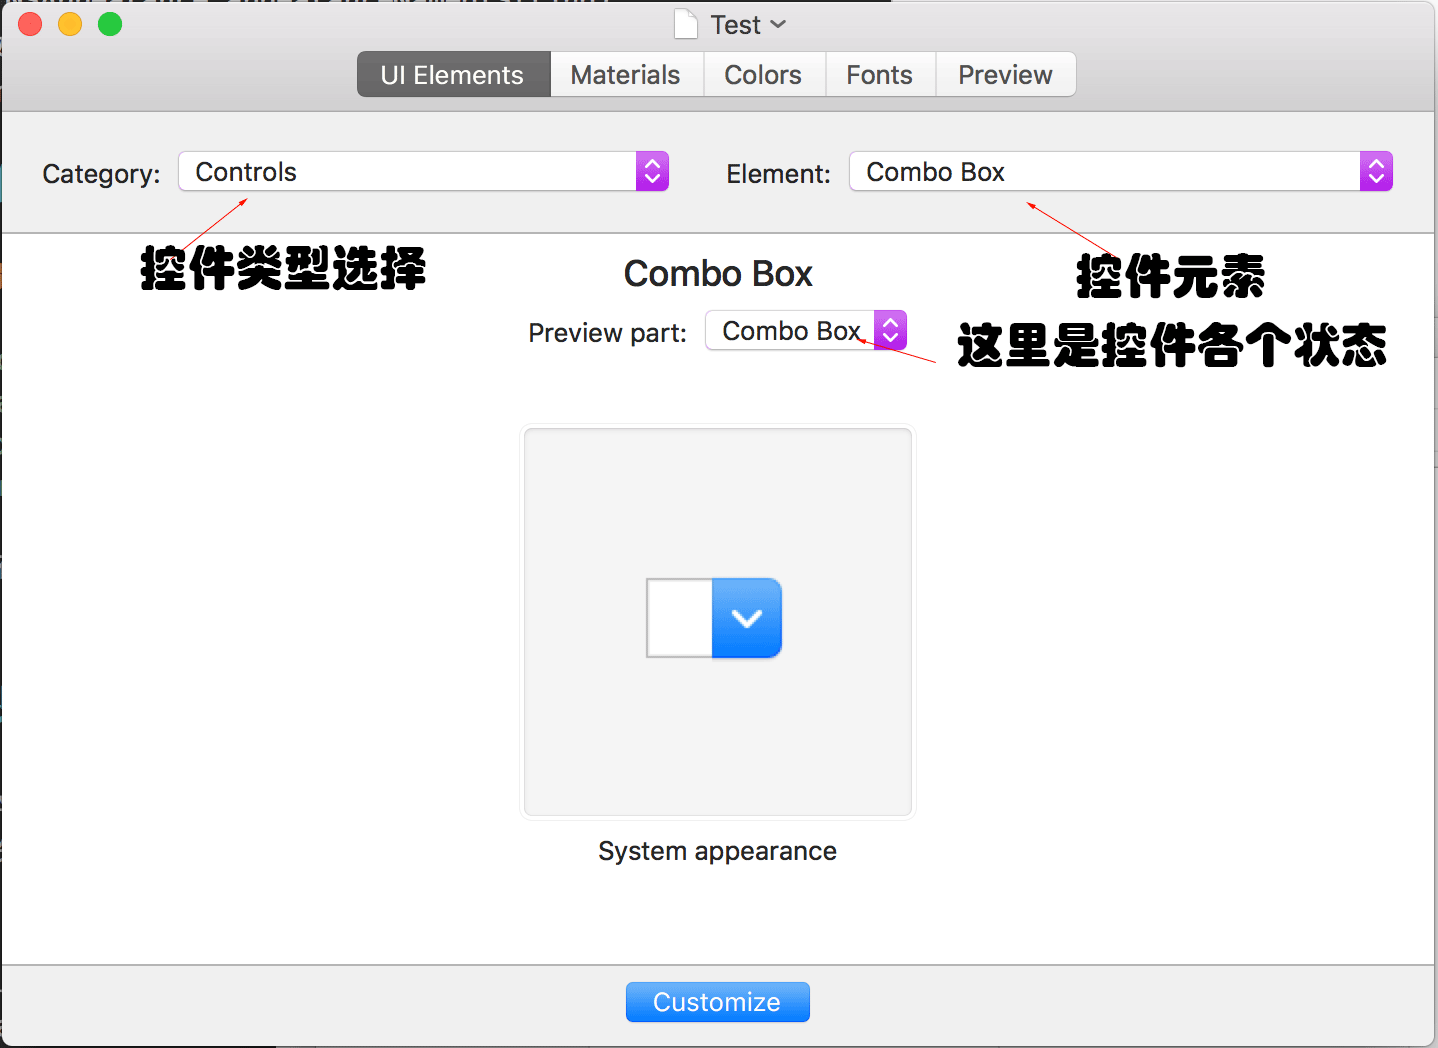 Test
UI Elements Materials Colors Fonts Preview
Category: Controls Element: Combo Box
控件类型选择
控件元素
Combo Box
Preview part: Combo Box
这里是控件各个状态
System appearance
Customize